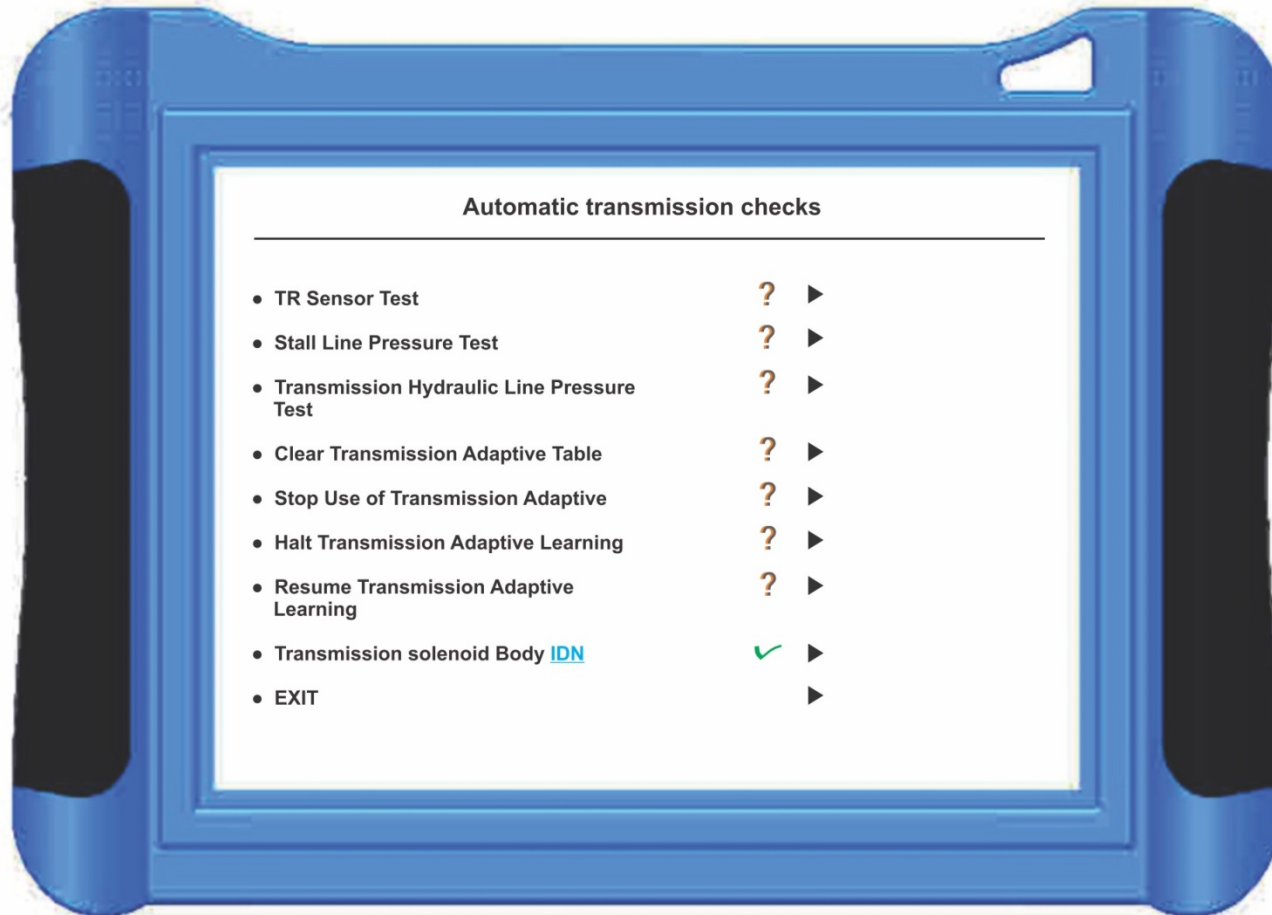 Automatic transmission checks
● TR Sensor Test ? ▶
● Stall Line Pressure Test ? ▶
● Transmission Hydraulic Line Pressure ? ▶
Test
● Clear Transmission Adaptive Table ? ▶
● Stop Use of Transmission Adaptive ? ▶
● Halt Transmission Adaptive Learning ? ▶
● Resume Transmission Adaptive ? ▶
Learning
● Transmission solenoid Body IDN ✓ ▶
● EXIT ▶